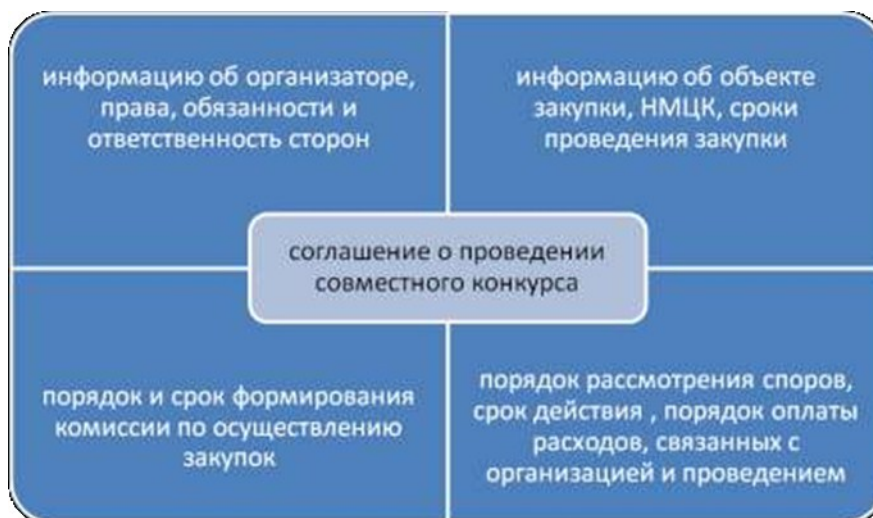 информацию об организаторе,
права, обязанности и
ответственность сторон
информацию об объекте
закупки, НМЦК, сроки
проведения закупки
соглашение о проведении
совместного конкурса
порядок и срок формирования
комиссии по осуществлению
закупок
порядок рассмотрения споров,
срок действия , порядок оплаты
расходов, связанных с
организацией и проведением